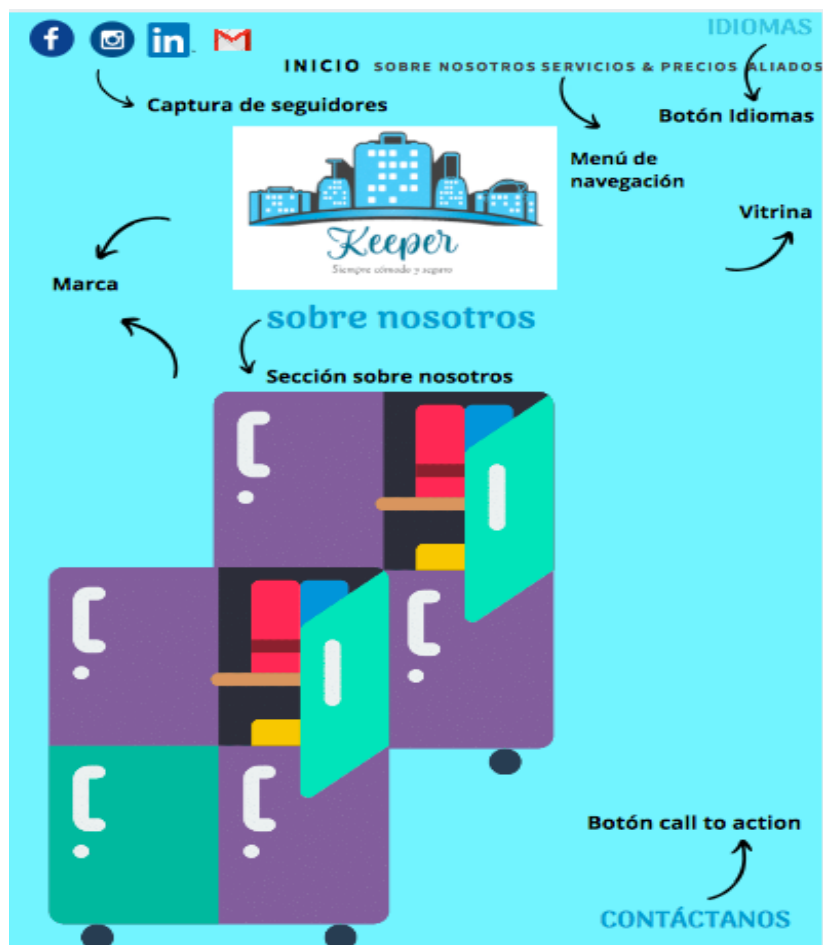 IDIOMAS
INICIO SOBRE NOSOTROS SERVICIOS & PRECIOS ALIADOS
Captura de seguidores
Botón Idiomas
Menú de
navegación
Vitrina
Keeper
Siempre cómodo y seguro
Marca
sobre nosotros
Sección sobre nosotros
Botón call to action
CONTÁCTANOS